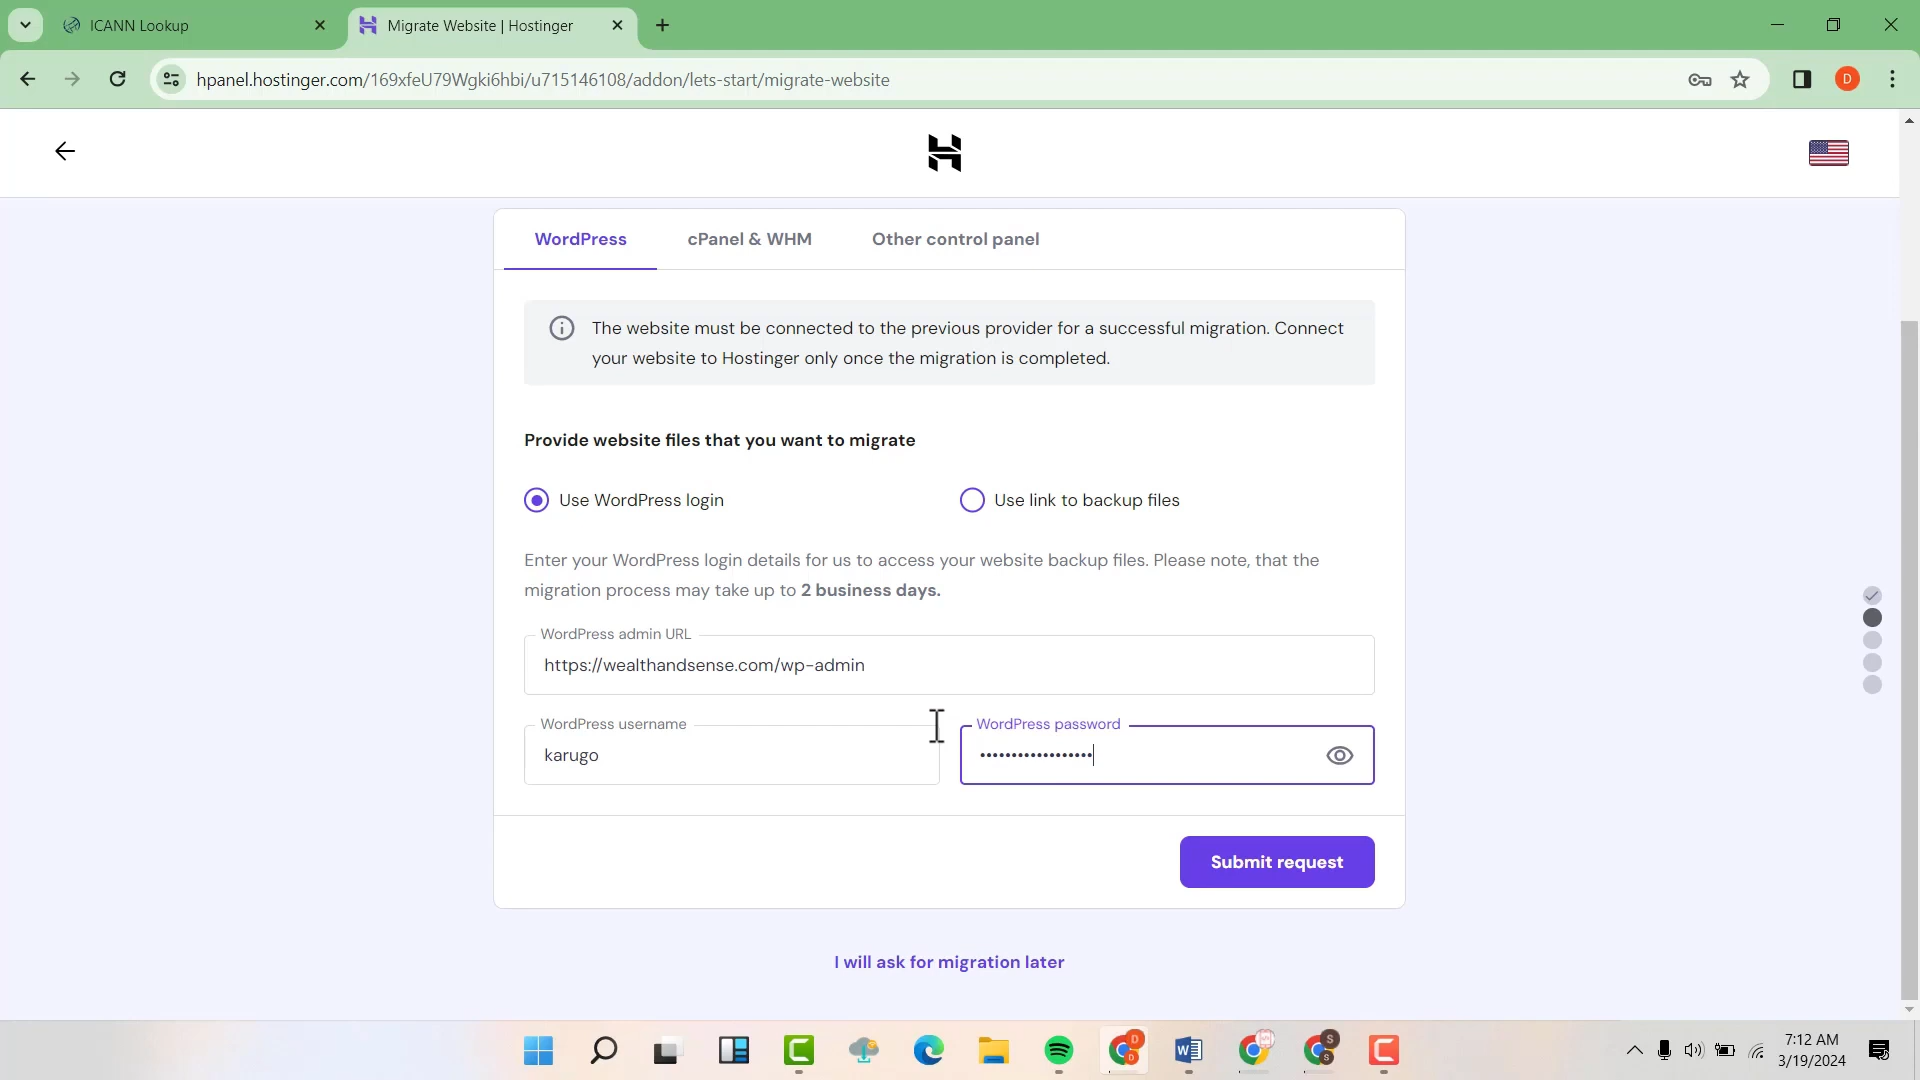 ICANN Lookup
Migrate Website | Hostinger
hpanel.hostinger.com/169xfeU79Wgki6hbi/u715146108/addon/lets-start/migrate-website
D
WordPress
cPanel & WHM
Other control panel
The website must be connected to the previous provider for a successful migration. Connect
your website to Hostinger only once the migration is completed.
Provide website files that you want to migrate
Use WordPress login
Use link to backup files
Enter your WordPress login details for us to access your website backup files. Please note, that the
migration process may take up to 2 business days.
WordPress admin URL
https://wealthandsense.com/wp-admin
WordPress username
karugo
WordPress password
••••••••••••••••••
Submit request
I will ask for migration later
7:12 AM
3/19/2024